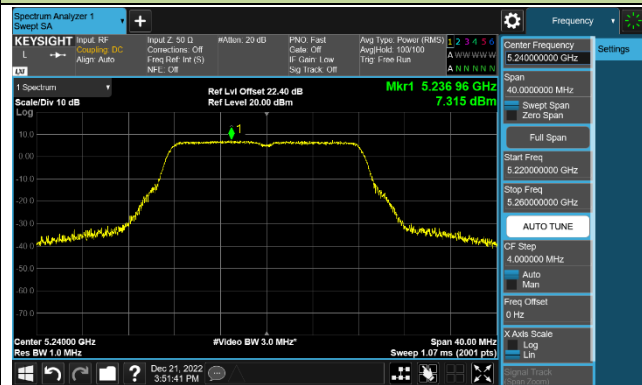 Spectrum Analyzer 1
Swept SA
Frequency
KEYSIGHT
L
LXI
Input: RF
Coupling: DC
Align: Auto
Input Z: 50 Ω
Corrections: Off
Freq Ref: Int (S)
NFE: Off
#Atten: 20 dB
PNO: Fast
Gate: Off
IF Gain: Low
Sig Track: Off
Avg Type: Power (RMS)
Avg|Hold: 100/100
Trig: Free Run
1 2 3 4 5 6
A W W W W W
A N N N N N
1 Spectrum
Scale/Div 10 dB
Log
Ref Lvl Offset 22.40 dB
Ref Level 20.00 dBm
Mkr1 5.236 96 GHz
7.315 dBm
1
10.0
0.00
-10.0
-20.0
-30.0
-40.0
-50.0
-60.0
-70.0
Center 5.24000 GHz
Res BW 1.0 MHz
#Video BW 3.0 MHz*
Span 40.00 MHz
Sweep 1.07 ms (2001 pts)
Dec 21, 2022
3:51:41 PM
Center Frequency
5.240000000 GHz
Settings
Span
40.0000000 MHz
Swept Span
Zero Span
Full Span
Start Freq
5.220000000 GHz
Stop Freq
5.260000000 GHz
AUTO TUNE
CF Step
4.000000 MHz
Auto
Man
Freq Offset
0 Hz
X Axis Scale
Log
Lin
Signal Track
(Span Zoom)